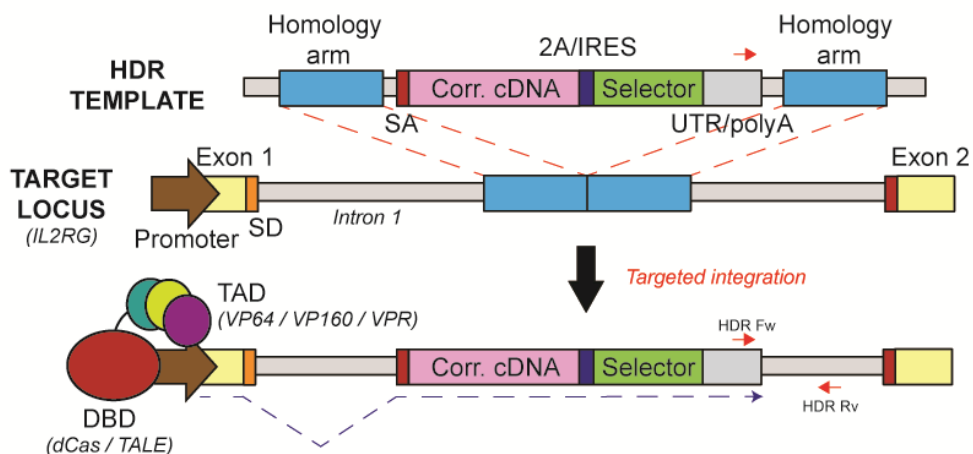 Homology
arm
2A/IRES
Homology
arm
HDR
TEMPLATE
Corr. cDNA
Selector
SA
UTR/polyA
Exon 1
Exon 2
TARGET
LOCUS
(IL2RG)
Promoter
SD
Intron 1
Targeted integration
TAD
(VP64 / VP160 / VPR)
HDR Fw
Corr. cDNA
Selector
HDR Rv
DBD
(dCas / TALE)